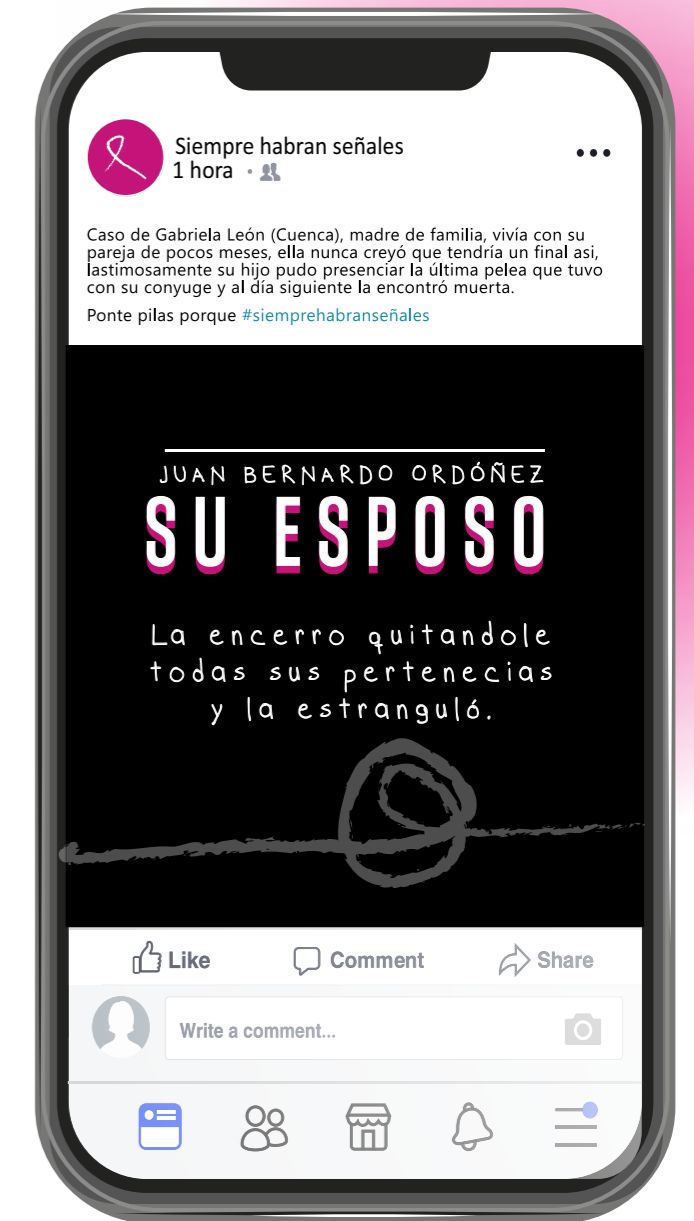 Siempre habran señales
1 hora
Caso de Gabriela León (Cuenca), madre de familia, vivía con su
pareja de pocos meses, ella nunca creyó que tendría un final asi,
lastimosamente su hijo pudo presenciar la última pelea que tuvo
con su conyuge y al día siguiente la encontró muerta.
Ponte pilas porque #siemprehabranseñales
JUAN BERNARDO ORDÓÑEZ
SU ESPOSO
La encerro quitandole
todas sus pertenecias
y la estranguló.
Like Comment Share
Write a comment...